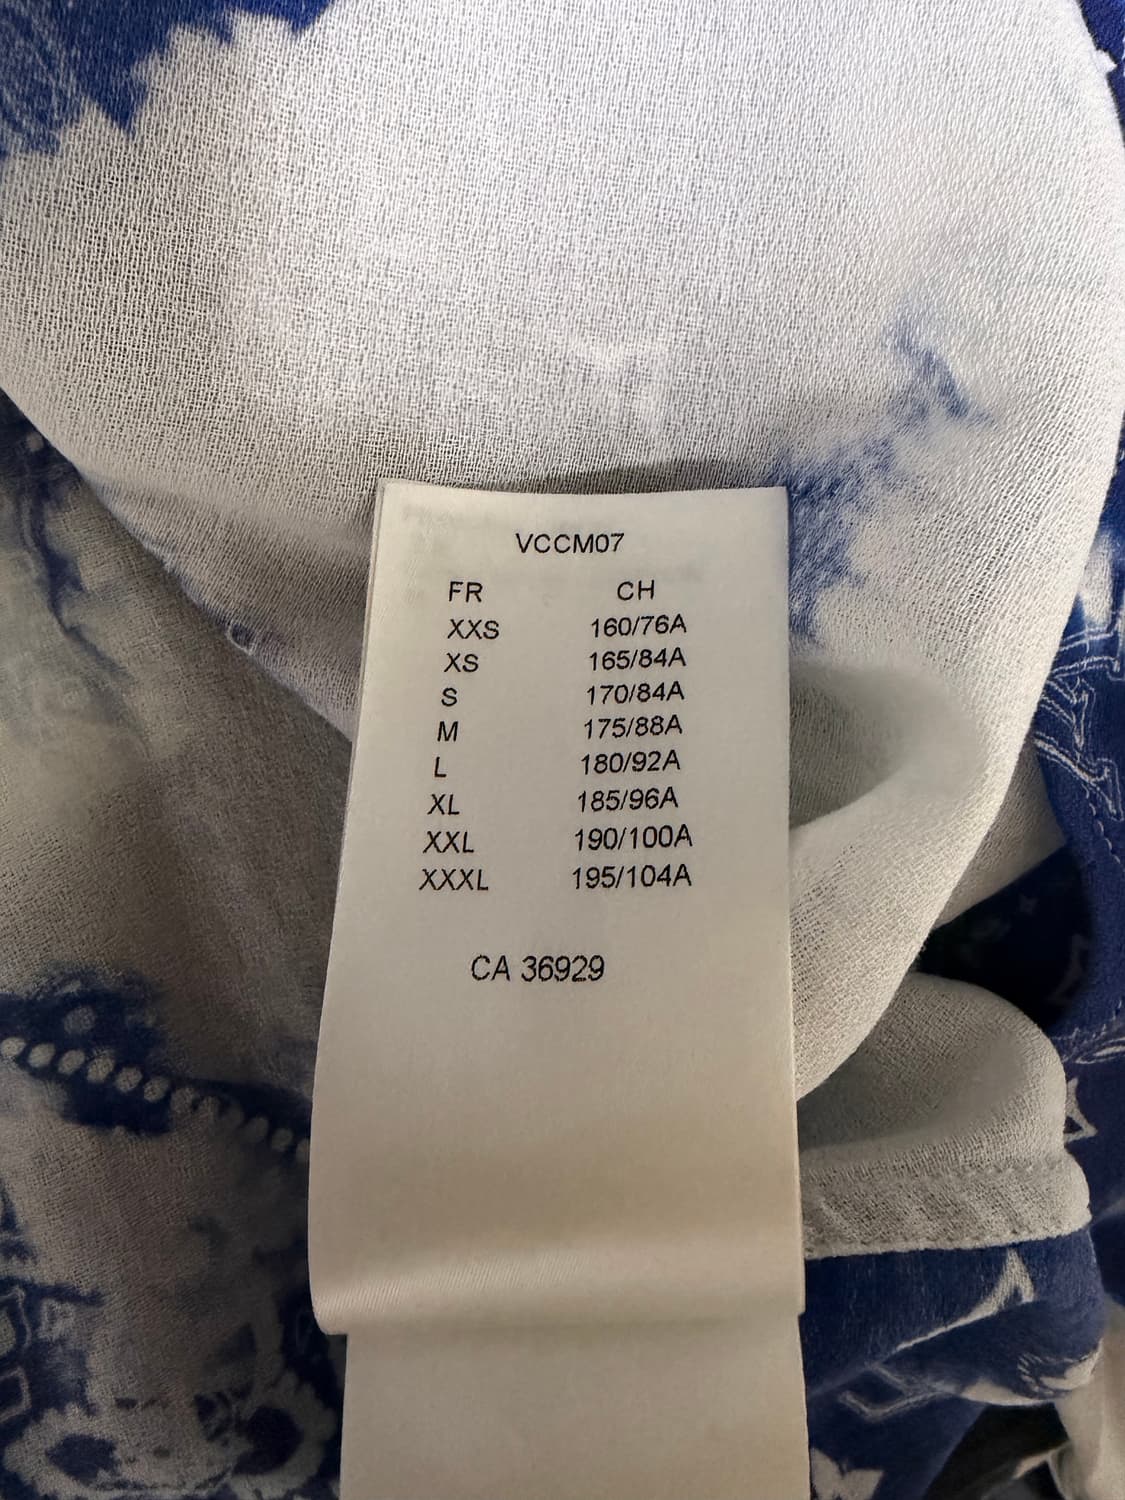 VCCM07
FR CH
XXS 160/76A
XS 165/84A
S 170/84A
M 175/88A
L 180/92A
XL 185/96A
XXL 190/100A
XXXL 195/104A
CA 36929